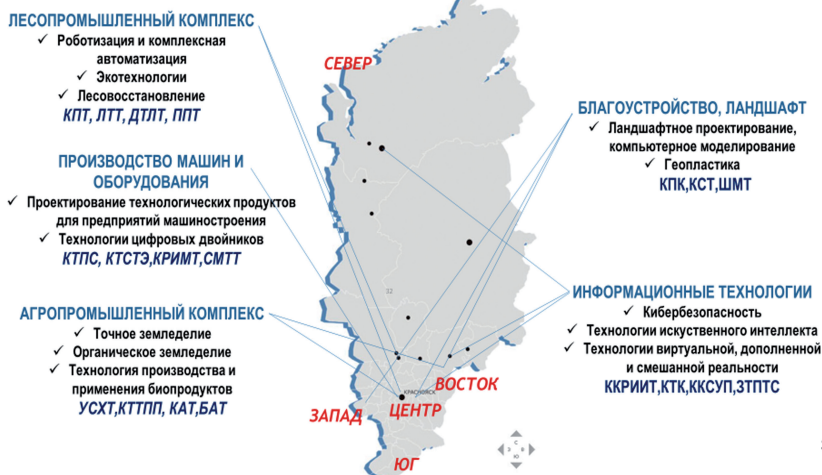 ЛЕСОПРОМЫШЛЕННЫЙ КОМПЛЕКС
✓ Роботизация и комплексная
автоматизация
✓ Экотехнологии
✓ Лесовосстановление
КПТ, ЛТТ, ДТЛТ, ППТ
ПРОИЗВОДСТВО МАШИН И
ОБОРУДОВАНИЯ
✓ Проектирование технологических продуктов
для предприятий машиностроения
✓ Технологии цифровых двойников
КТПС, КТСТЭ,КРИМТ,СМТТ
АГРОПРОМЫШЛЕННЫЙ КОМПЛЕКС
✓ Точное земледелие
✓ Органическое земледелие
✓ Технология производства и
применения биопродуктов
УСХТ,КТТПП, КАТ,БАТ
СЕВЕР
32
КРАСНОЯРСК
ВОСТОК
ЗАПАД
ЦЕНТР
ЮГ
БЛАГОУСТРОЙСТВО, ЛАНДШАФТ
✓ Ландшафтное проектирование,
компьютерное моделирование
✓ Геопластика
КПК,КСТ,ШМТ
ИНФОРМАЦИОННЫЕ ТЕХНОЛОГИИ
✓ Кибербезопасность
✓ Технологии искуственного интеллекта
✓ Технологии виртуальной, дополненной
и смешанной реальности
ККРИИТ,КТК,ККСУП,ЗТПТС
С
З В
Ю